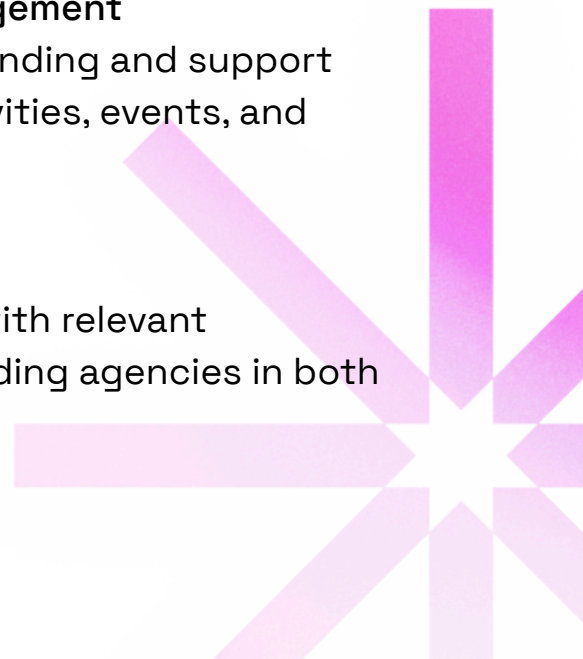 gement
nding and support
vities, events, and
ith relevant
ding agencies in both